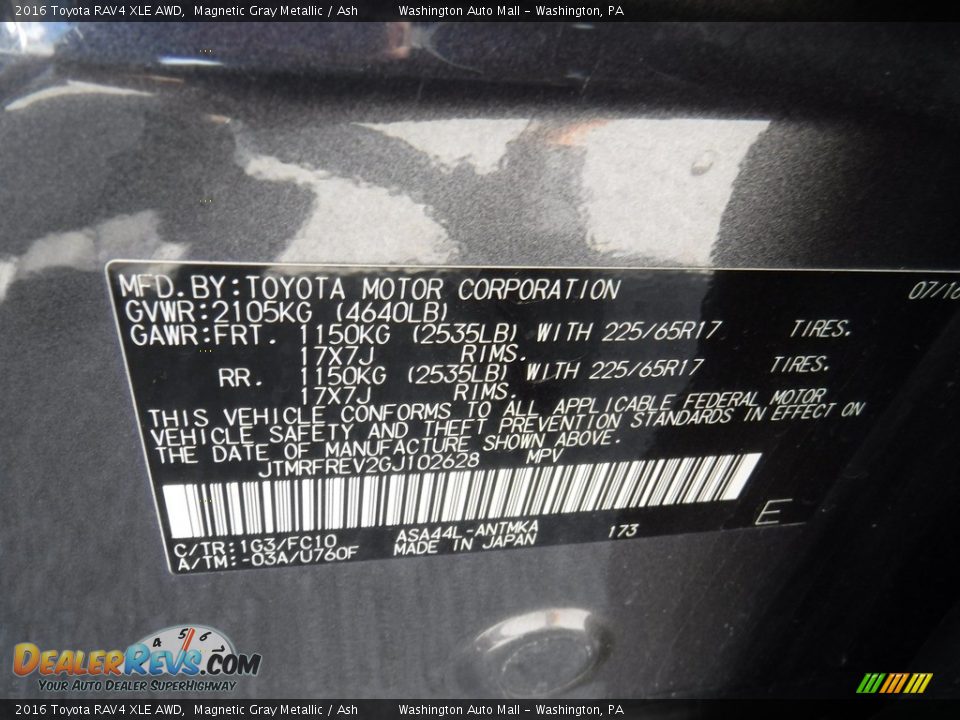 2016 Toyota RAV4 XLE AWD, Magnetic Gray Metallic / Ash Washington Auto Mall - Washington, PA
MFD.BY:TOYOTA MOTOR CORPORATION 07/16
GVWR:2105KG (4640LB)
GAWR:FRT. 1150KG (2535LB) WITH 225/65R17 TIRES.
17X7J RIMS.
RR. 1150KG (2535LB) WITH 225/65R17 TIRES.
17X7J RIMS.
THIS VEHICLE CONFORMS TO ALL APPLICABLE FEDERAL MOTOR
VEHICLE SAFETY AND THEFT PREVENTION STANDARDS IN EFFECT ON
THE DATE OF MANUFACTURE SHOWN ABOVE.
JTMRFREV2GJ102628 MPV
C/TR:1G3/FC10 ASA44L-ANTMKA 173 E
A/TM:-03A/U760F MADE IN JAPAN
4 5 6
DEALERREVS.COM
YOUR AUTO DEALER SUPERHIGHWAY
2016 Toyota RAV4 XLE AWD, Magnetic Gray Metallic / Ash Washington Auto Mall - Washington, PA